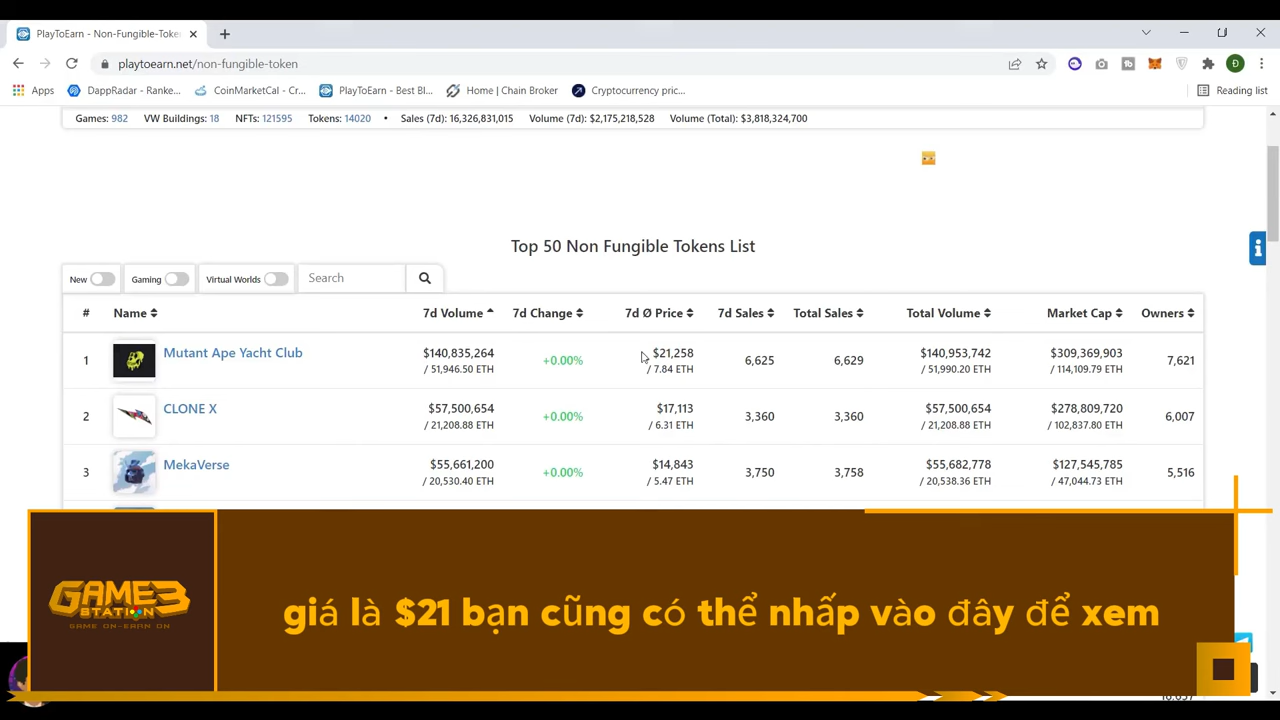 PlayToEarn - Non-Fungible-Toke
playtoearn.net/non-fungible-token
Đ
Apps DappRadar - Ranke... CoinMarketCal - Cr... PlayToEarn - Best Bl... Home | Chain Broker Cryptocurrency pric... Reading list
Games: 982 VW Buildings: 18 NFTs: 121595 Tokens: 14020 • Sales (7d): 16,326,831,015 Volume (7d): $2,175,218,528 Volume (Total): $3,818,324,700
Top 50 Non Fungible Tokens List
New Gaming Virtual Worlds Search
# Name 7d Volume 7d Change 7d Ø Price 7d Sales Total Sales Total Volume Market Cap Owners
1 Mutant Ape Yacht Club $140,835,264 +0.00% $21,258 6,625 6,629 $140,953,742 $309,369,903 7,621
/ 51,946.50 ETH / 7.84 ETH / 51,990.20 ETH / 114,109.79 ETH
2 CLONE X $57,500,654 +0.00% $17,113 3,360 3,360 $57,500,654 $278,809,720 6,007
/ 21,208.88 ETH / 6.31 ETH / 21,208.88 ETH / 102,837.80 ETH
3 MekaVerse $55,661,200 +0.00% $14,843 3,750 3,758 $55,682,778 $127,545,785 5,516
/ 20,530.40 ETH / 5.47 ETH / 20,538.36 ETH / 47,044.73 ETH
GAME3
STATION
GAME ON-EARN ON
giá là $21 bạn cũng có thể nhấp vào đây để xem